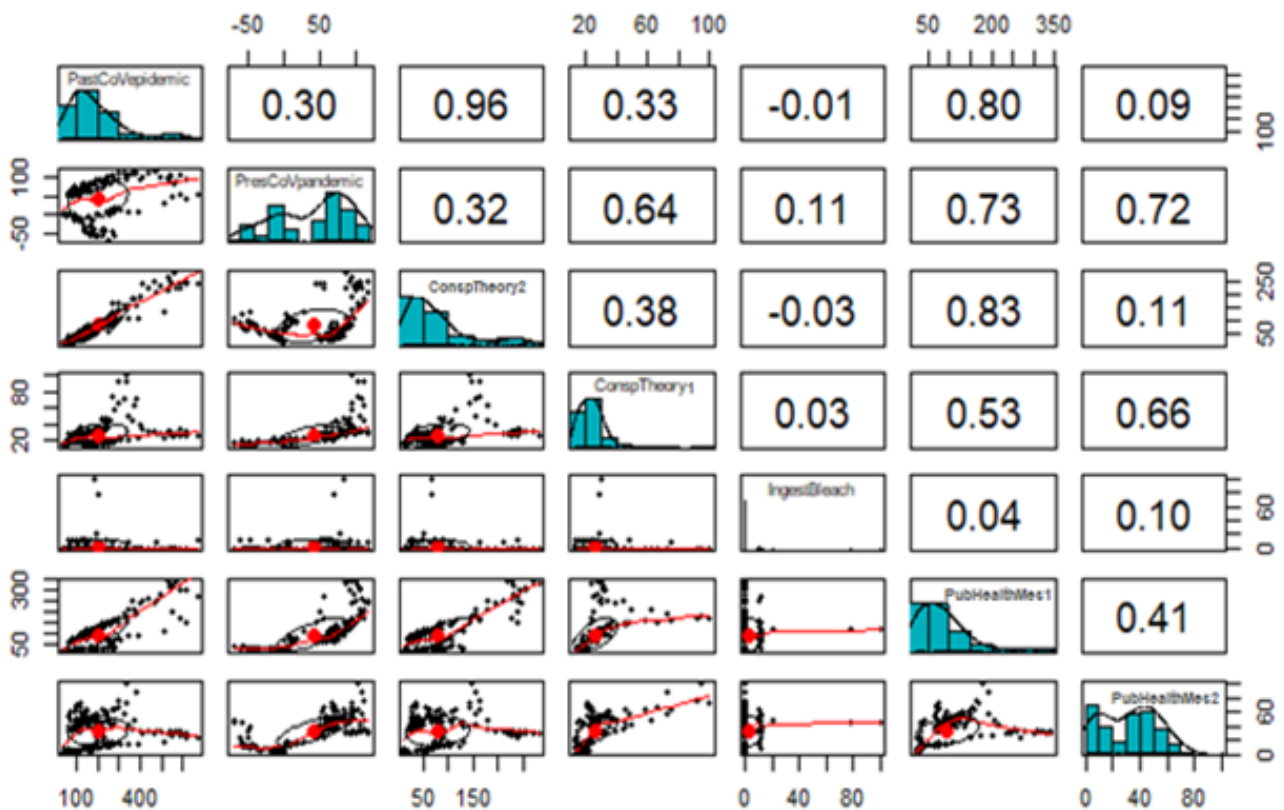 -50 50 20 100 50 200 350
PastCoVepidemic 0.30 0.96 0.33 -0.01 0.80 0.09 100
-50 100 PresCoVpandemic 0.32 0.64 0.11 0.73 0.72
ConspTheory2 0.38 -0.03 0.83 0.11 50 250
20 80 ConspTheory1 0.03 0.53 0.66
IngestBleach 0.04 0.10 0 60
50 300 PubHealthMes1 0.41
PubHealthMes2 0 60
100 400 50 150 0 40 80 0 40 80